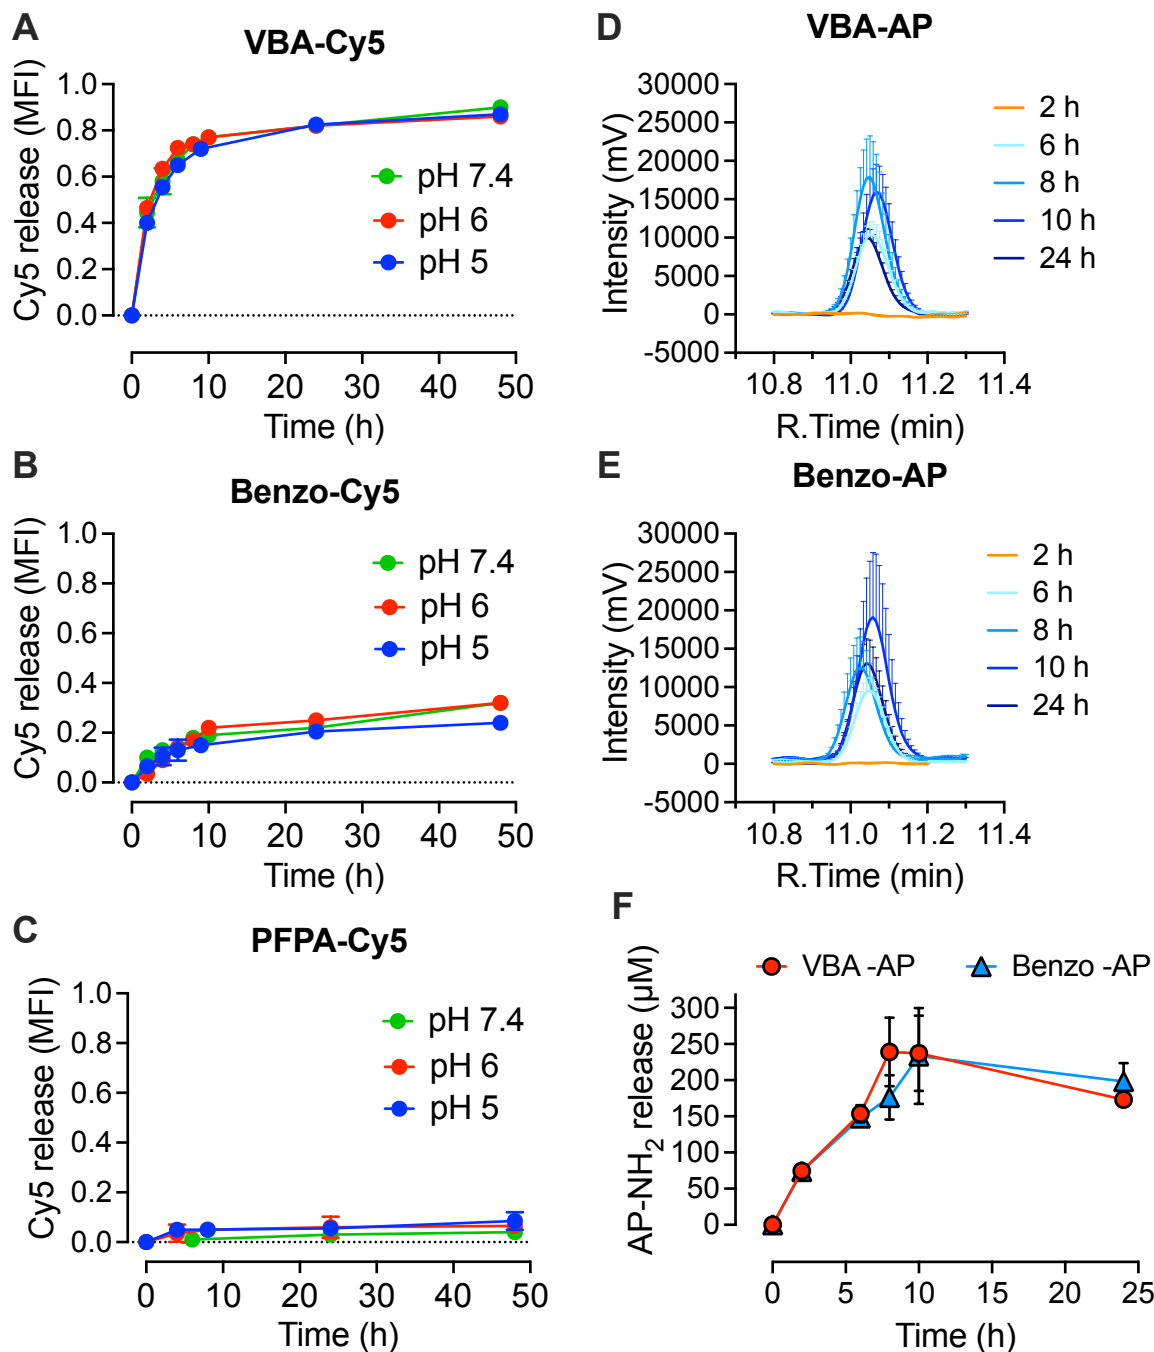 A
VBA-Cy5
Cy5 release (MFI)
1.0
0.8
0.6
0.4
0.2
0.0
pH 7.4
pH 6
pH 5
0 10 20 30 40 50
Time (h)
B
Benzo-Cy5
Cy5 release (MFI)
1.0
0.8
0.6
0.4
0.2
0.0
pH 7.4
pH 6
pH 5
0 10 20 30 40 50
Time (h)
C
PFPA-Cy5
Cy5 release (MFI)
1.0
0.8
0.6
0.4
0.2
0.0
pH 7.4
pH 6
pH 5
0 10 20 30 40 50
Time (h)
D
VBA-AP
Intensity (mV)
30000
25000
20000
15000
10000
5000
0
-5000
2 h
6 h
8 h
10 h
24 h
10.8 11.0 11.2 11.4
R.Time (min)
E
Benzo-AP
Intensity (mV)
30000
25000
20000
15000
10000
5000
0
-5000
2 h
6 h
8 h
10 h
24 h
10.8 11.0 11.2 11.4
R.Time (min)
F
VBA -AP Benzo -AP
AP-NH₂ release (µM)
300
250
200
150
100
50
0
0 5 10 15 20 25
Time (h)